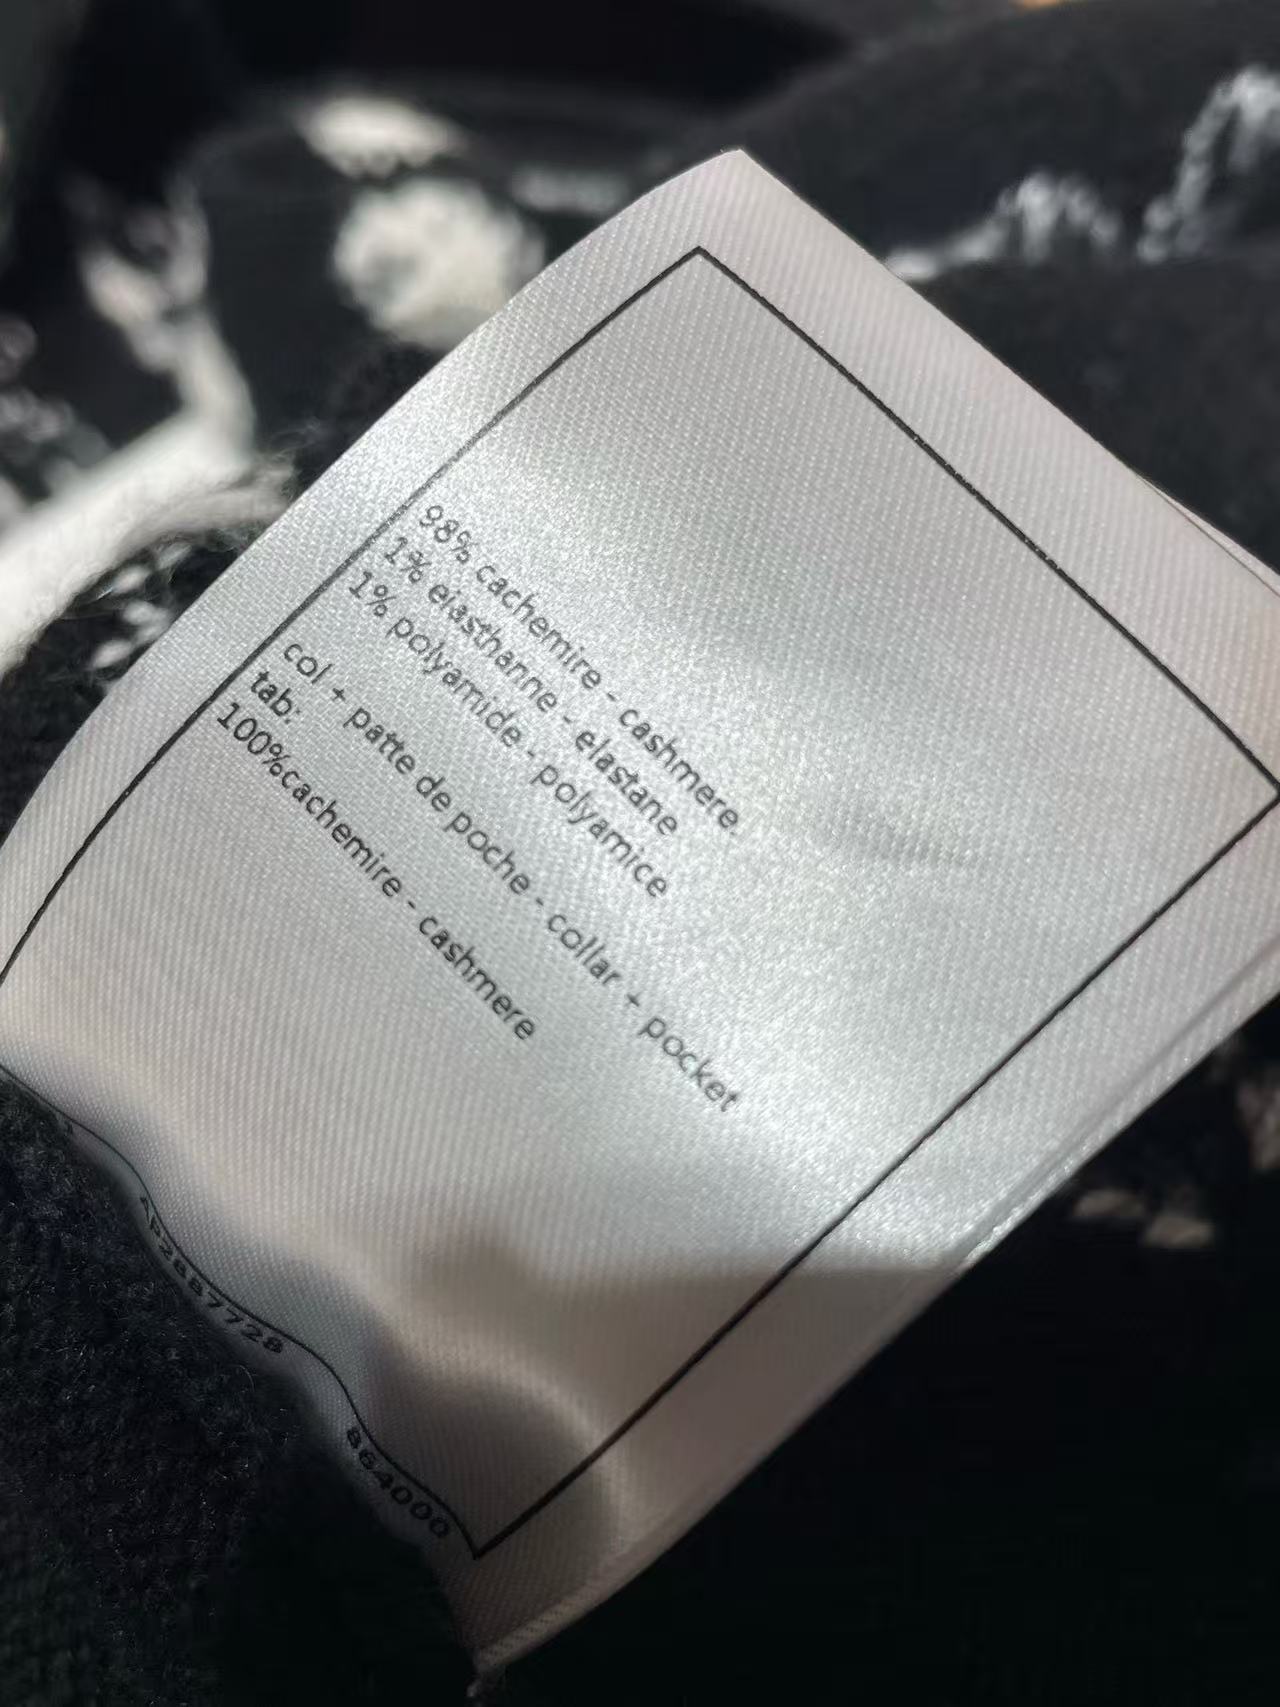 98% cachemire - cashmere.
1% elasthanne - elastane
1% polyamide - polyamice
col + patte de poche - collar + pocket
tab:
100%cachemire - cashmere
864000